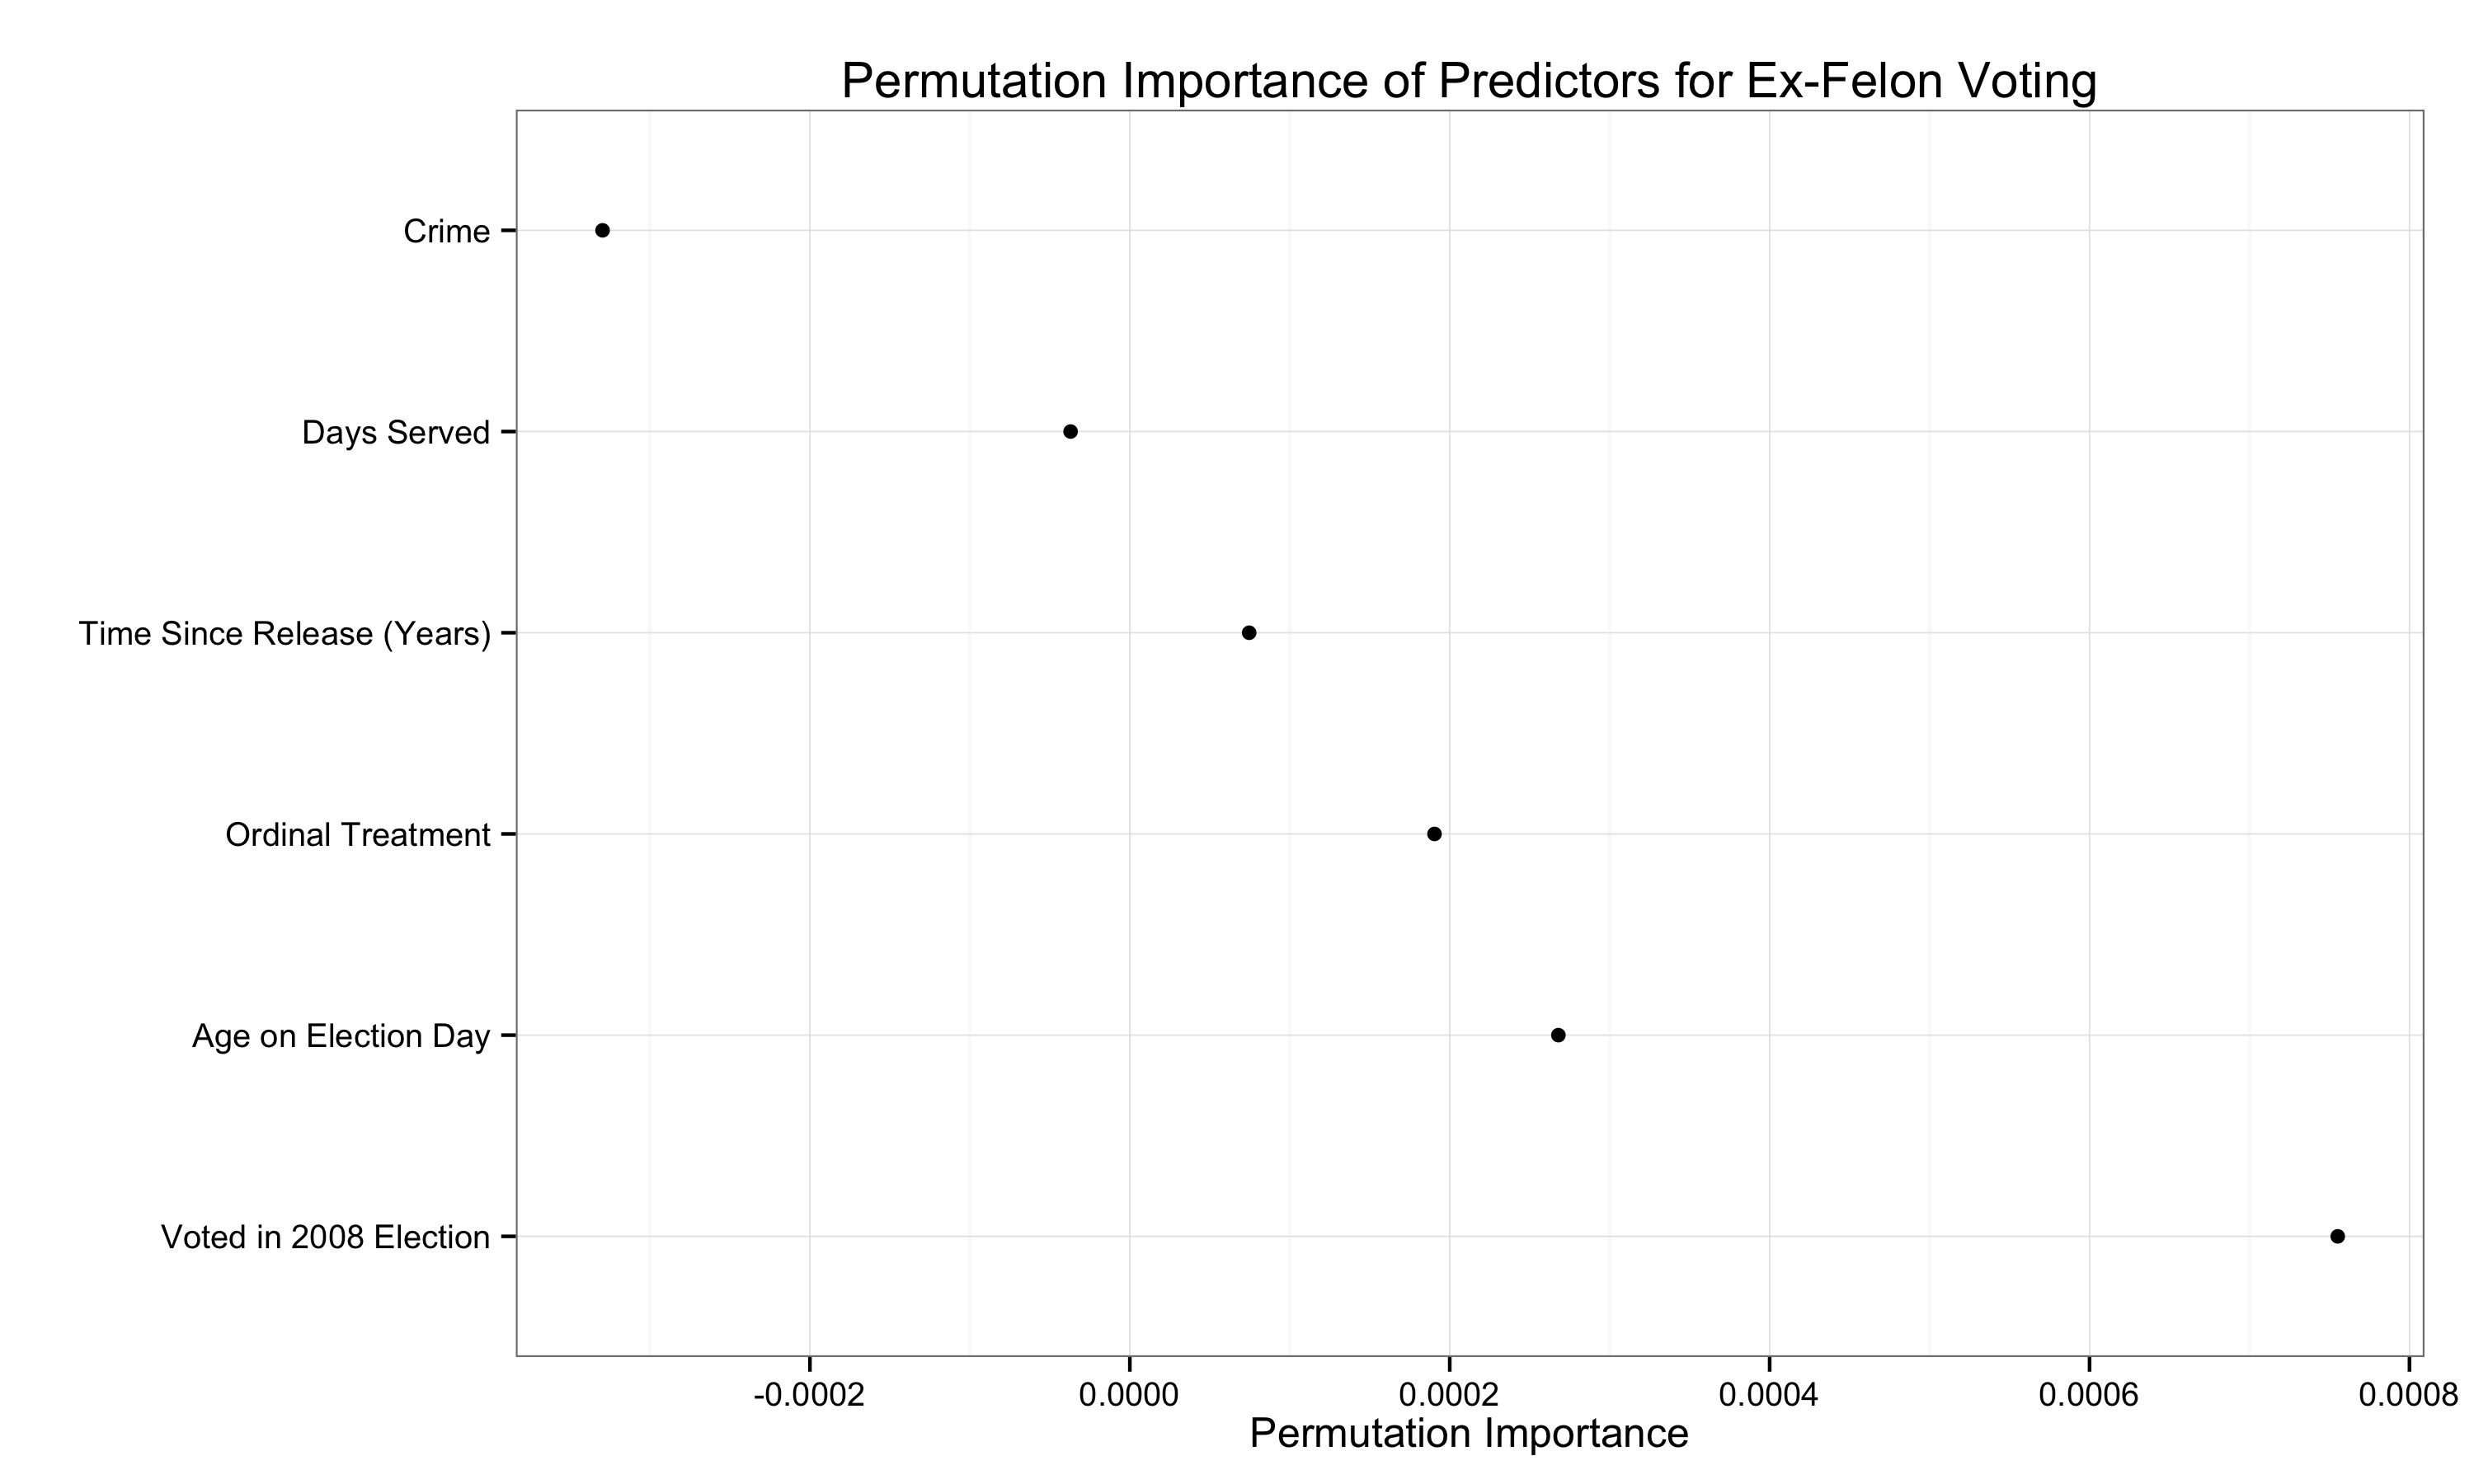 Permutation Importance of Predictors for Ex-Felon Voting
Crime
Days Served
Time Since Release (Years)
Ordinal Treatment
Age on Election Day
Voted in 2008 Election
-0.0002 0.0000 0.0002 0.0004 0.0006 0.0008
Permutation Importance